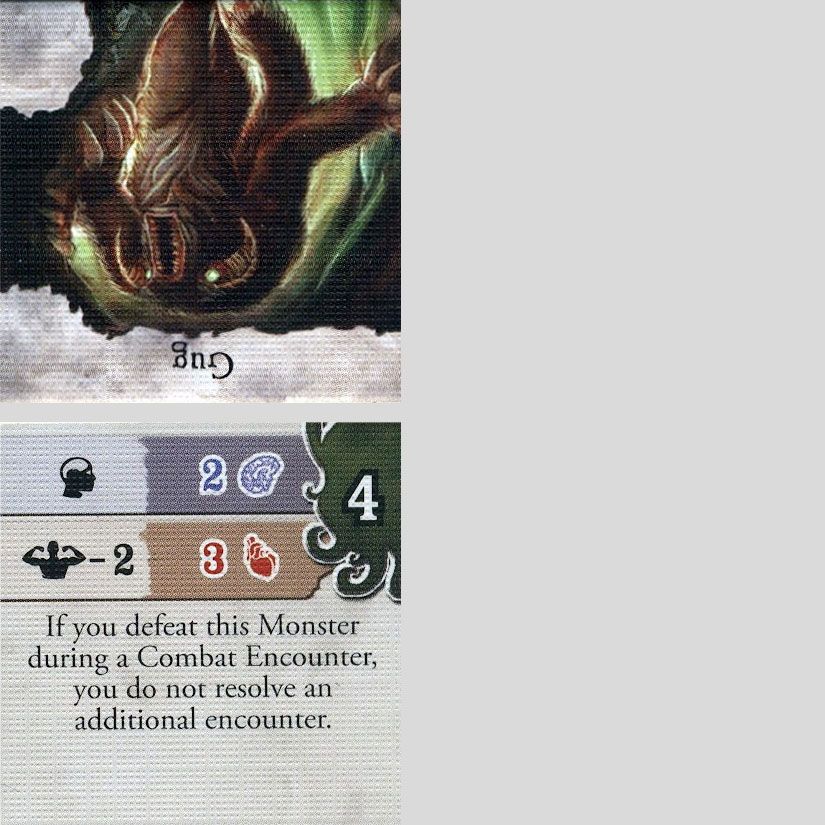 Gug
2
4
- 2 3
If you defeat this Monster
during a Combat Encounter,
you do not resolve an
additional encounter.